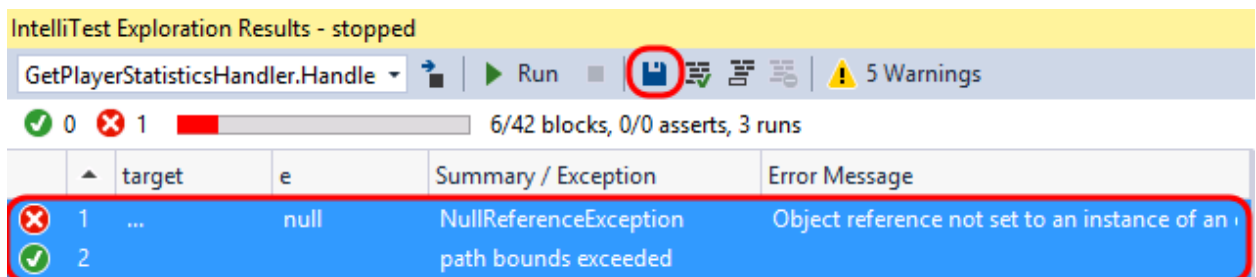 IntelliTest Exploration Results - stopped
GetPlayerStatisticsHandler.Handle Run 5 Warnings
0 1 6/42 blocks, 0/0 asserts, 3 runs
target e Summary / Exception Error Message
1 ... null NullReferenceException Object reference not set to an instance of an
2 path bounds exceeded